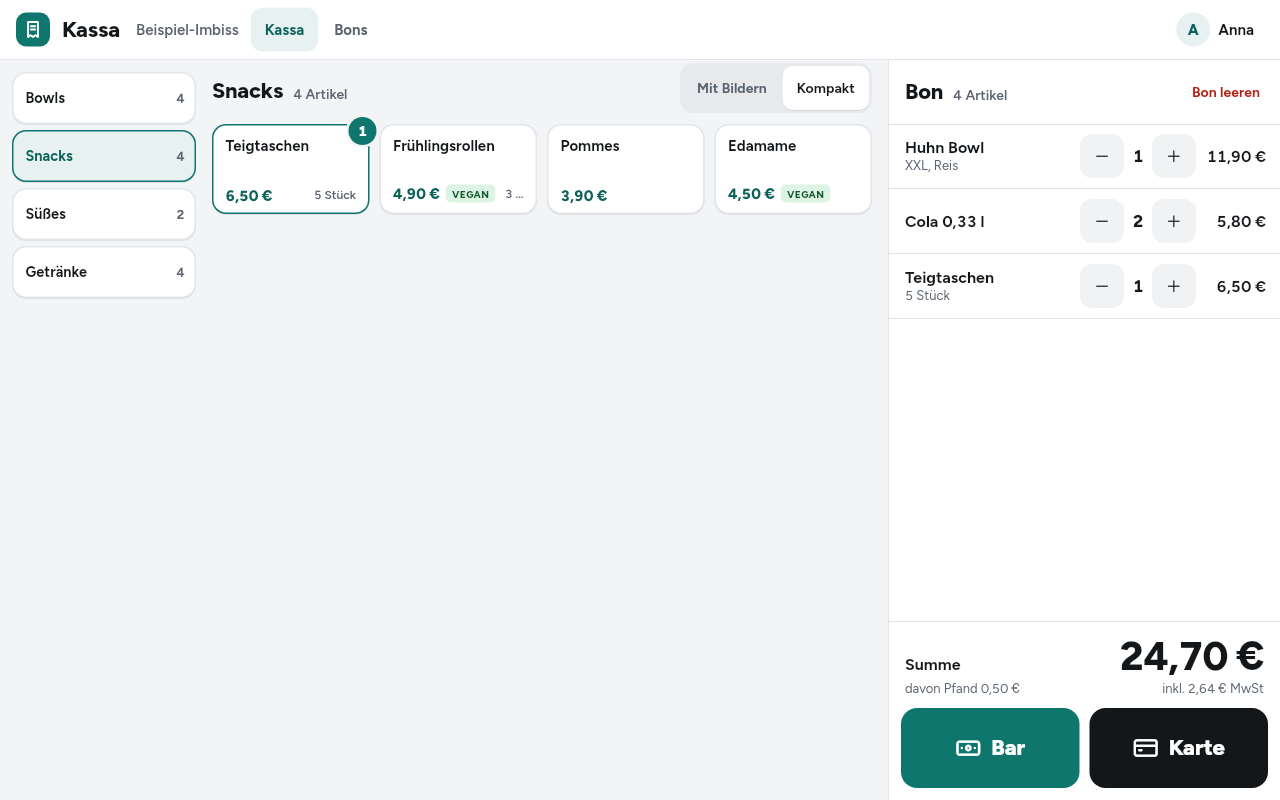 Kassa
Beispiel-Imbiss
Kassa
Bons
A
Anna
Bowls 4
Snacks 4
Süßes 2
Getränke 4
Snacks 4 Artikel
Mit Bildern
Kompakt
1
Teigtaschen
6,50 € 5 Stück
Frühlingsrollen
4,90 € VEGAN 3 ...
Pommes
3,90 €
Edamame
4,50 € VEGAN
Bon 4 Artikel
Bon leeren
Huhn Bowl
XXL, Reis
− 1 + 11,90 €
Cola 0,33 l
− 2 + 5,80 €
Teigtaschen
5 Stück
− 1 + 6,50 €
Summe 24,70 €
davon Pfand 0,50 € inkl. 2,64 € MwSt
Bar
Karte